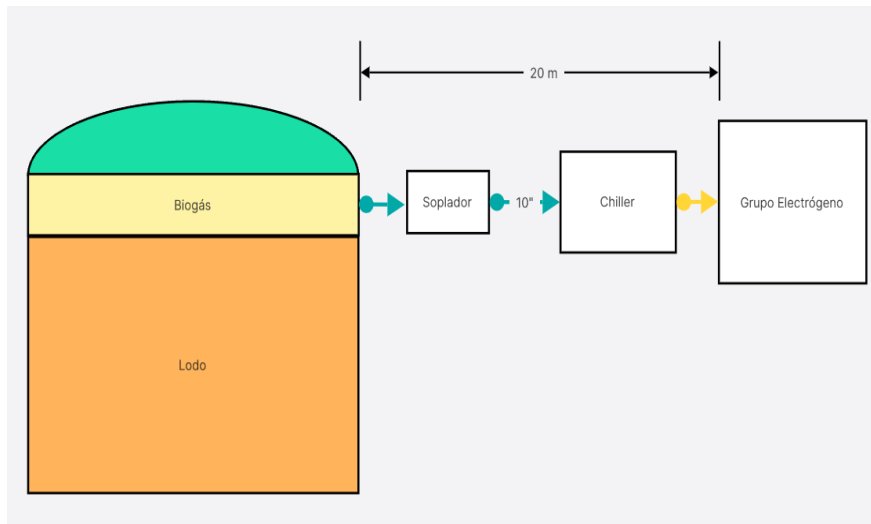 20 m
Biogás
Soplador
10"
Chiller
Grupo Electrógeno
Lodo